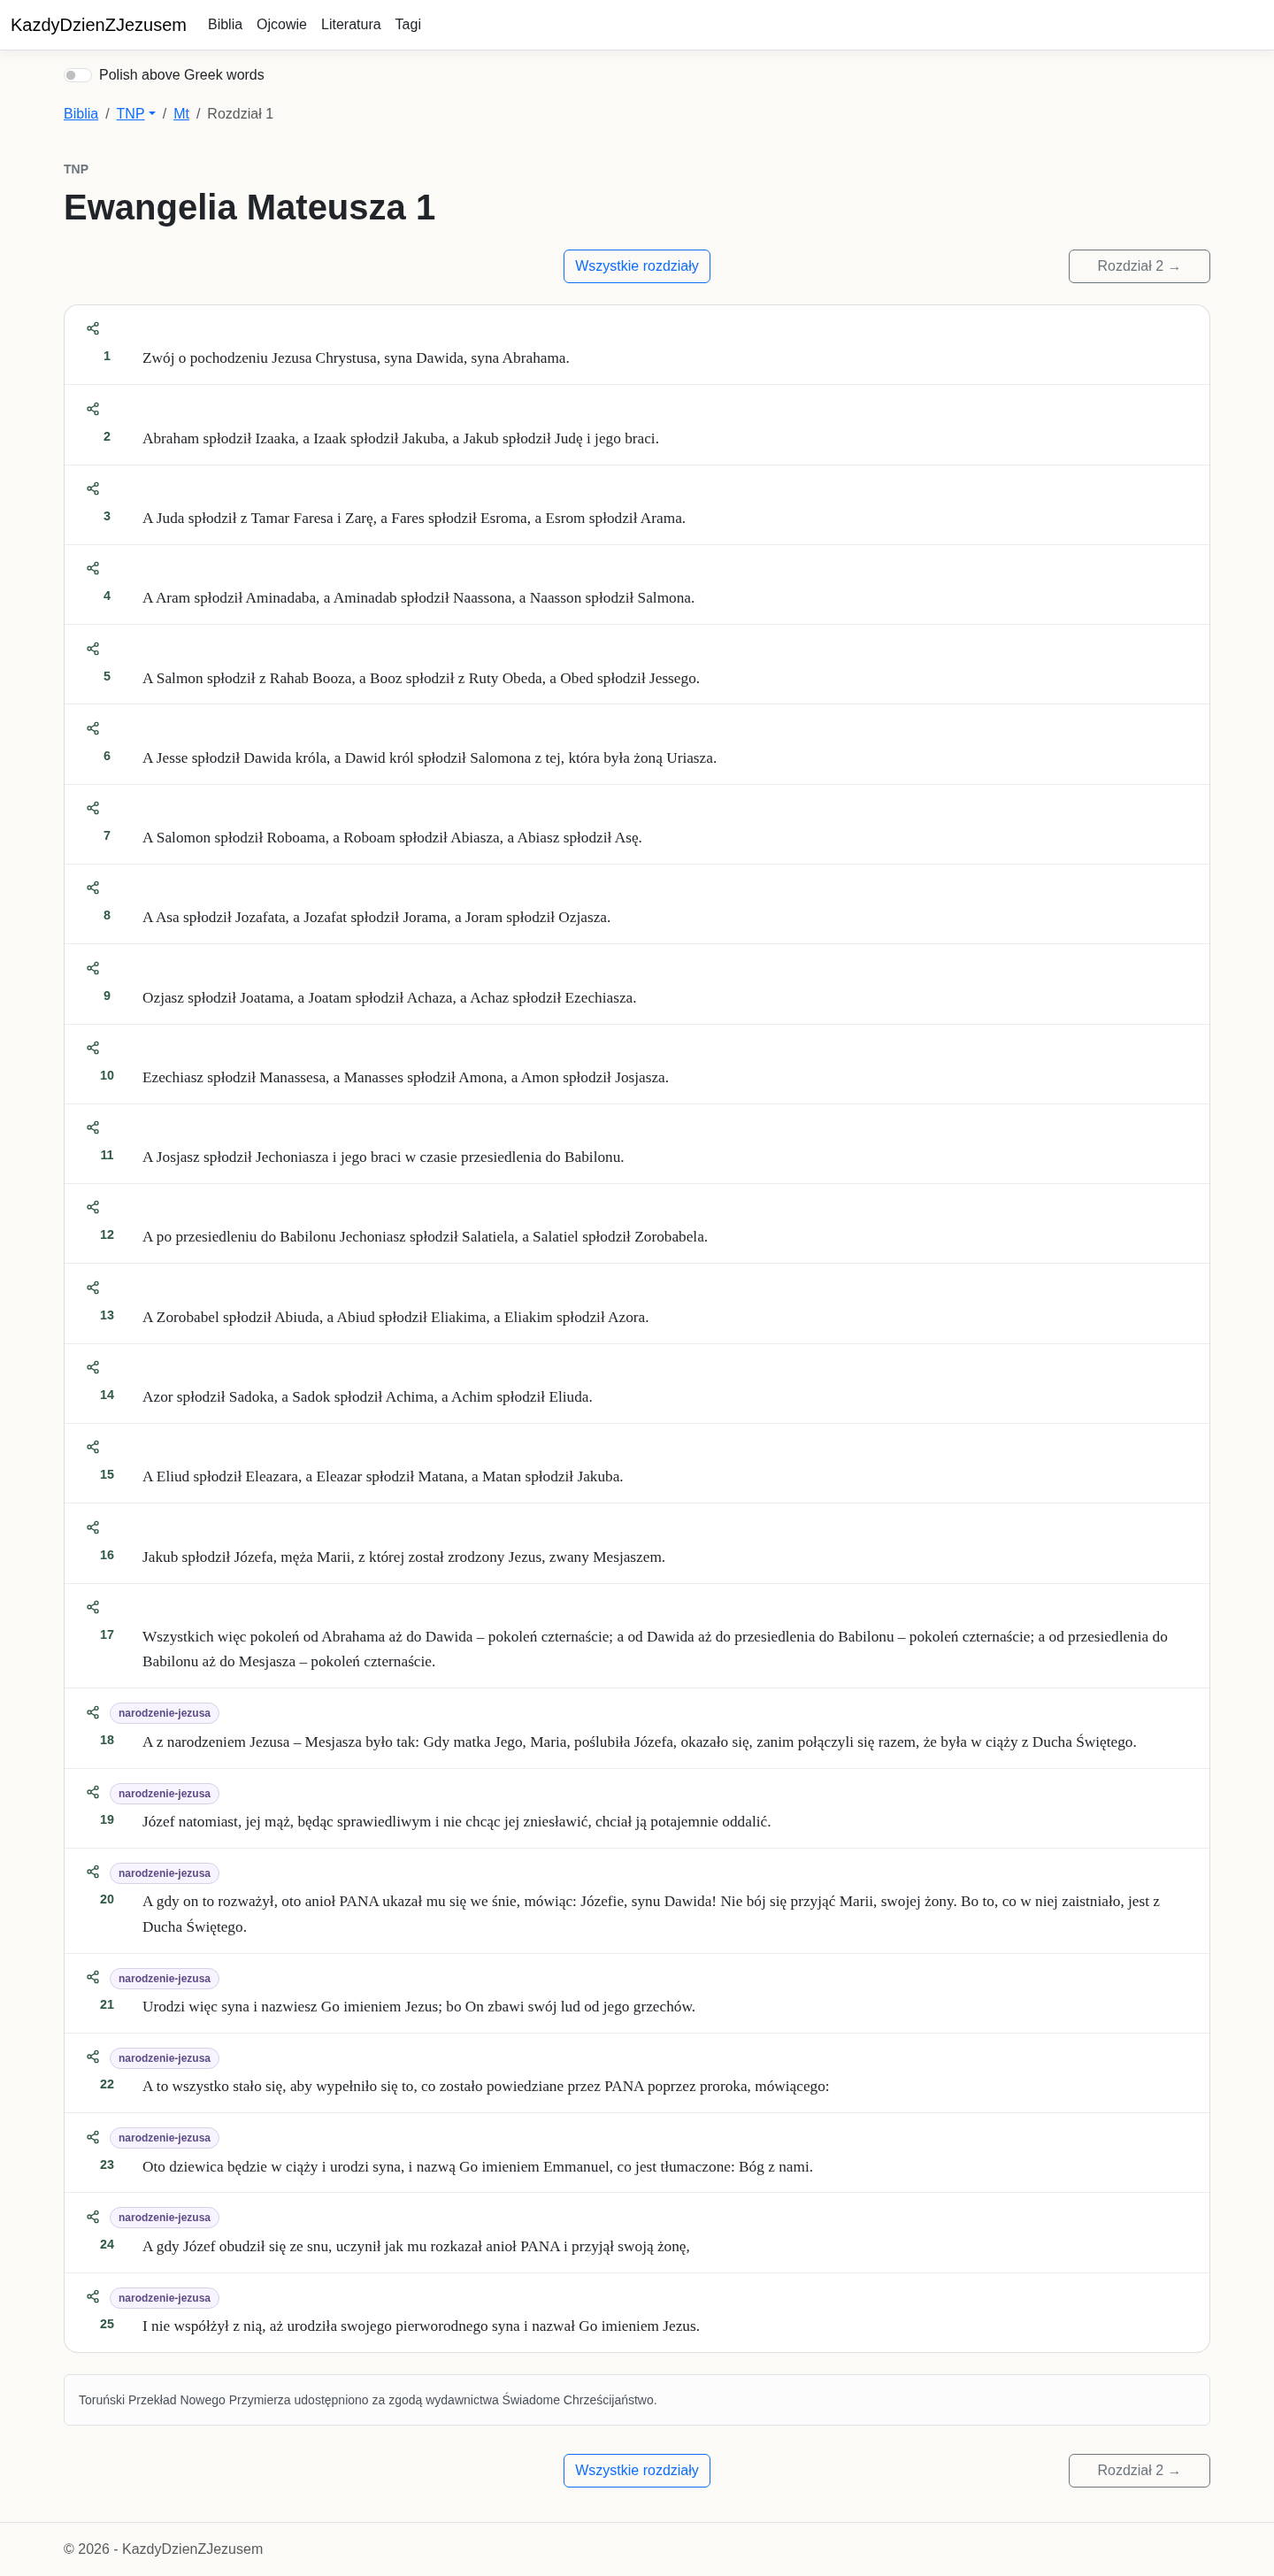 KazdyDzienZJezusem Biblia Ojcowie Literatura Tagi
Polish above Greek words
Biblia / TNP / Mt / Rozdział 1
TNP
Ewangelia Mateusza 1
Wszystkie rozdziały Rozdział 2 →
1 Zwój o pochodzeniu Jezusa Chrystusa, syna Dawida, syna Abrahama.
2 Abraham spłodził Izaaka, a Izaak spłodził Jakuba, a Jakub spłodził Judę i jego braci.
3 A Juda spłodził z Tamar Faresa i Zarę, a Fares spłodził Esroma, a Esrom spłodził Arama.
4 A Aram spłodził Aminadaba, a Aminadab spłodził Naassona, a Naasson spłodził Salmona.
5 A Salmon spłodził z Rahab Booza, a Booz spłodził z Ruty Obeda, a Obed spłodził Jessego.
6 A Jesse spłodził Dawida króla, a Dawid król spłodził Salomona z tej, która była żoną Uriasza.
7 A Salomon spłodził Roboama, a Roboam spłodził Abiasza, a Abiasz spłodził Asę.
8 A Asa spłodził Jozafata, a Jozafat spłodził Jorama, a Joram spłodził Ozjasza.
9 Ozjasz spłodził Joatama, a Joatam spłodził Achaza, a Achaz spłodził Ezechiasza.
10 Ezechiasz spłodził Manassesa, a Manasses spłodził Amona, a Amon spłodził Josjasza.
11 A Josjasz spłodził Jechoniasza i jego braci w czasie przesiedlenia do Babilonu.
12 A po przesiedleniu do Babilonu Jechoniasz spłodził Salatiela, a Salatiel spłodził Zorobabela.
13 A Zorobabel spłodził Abiuda, a Abiud spłodził Eliakima, a Eliakim spłodził Azora.
14 Azor spłodził Sadoka, a Sadok spłodził Achima, a Achim spłodził Eliuda.
15 A Eliud spłodził Eleazara, a Eleazar spłodził Matana, a Matan spłodził Jakuba.
16 Jakub spłodził Józefa, męża Marii, z której został zrodzony Jezus, zwany Mesjaszem.
17 Wszystkich więc pokoleń od Abrahama aż do Dawida – pokoleń czternaście; a od Dawida aż do przesiedlenia do Babilonu – pokoleń czternaście; a od przesiedlenia do
Babilonu aż do Mesjasza – pokoleń czternaście.
narodzenie-jezusa
18 A z narodzeniem Jezusa – Mesjasza było tak: Gdy matka Jego, Maria, poślubiła Józefa, okazało się, zanim połączyli się razem, że była w ciąży z Ducha Świętego.
narodzenie-jezusa
19 Józef natomiast, jej mąż, będąc sprawiedliwym i nie chcąc jej zniesławić, chciał ją potajemnie oddalić.
narodzenie-jezusa
20 A gdy on to rozważył, oto anioł PANA ukazał mu się we śnie, mówiąc: Józefie, synu Dawida! Nie bój się przyjąć Marii, swojej żony. Bo to, co w niej zaistniało, jest z
Ducha Świętego.
narodzenie-jezusa
21 Urodzi więc syna i nazwiesz Go imieniem Jezus; bo On zbawi swój lud od jego grzechów.
narodzenie-jezusa
22 A to wszystko stało się, aby wypełniło się to, co zostało powiedziane przez PANA poprzez proroka, mówiącego:
narodzenie-jezusa
23 Oto dziewica będzie w ciąży i urodzi syna, i nazwą Go imieniem Emmanuel, co jest tłumaczone: Bóg z nami.
narodzenie-jezusa
24 A gdy Józef obudził się ze snu, uczynił jak mu rozkazał anioł PANA i przyjął swoją żonę,
narodzenie-jezusa
25 I nie współżył z nią, aż urodziła swojego pierworodnego syna i nazwał Go imieniem Jezus.
Toruński Przekład Nowego Przymierza udostępniono za zgodą wydawnictwa Świadome Chrześcijaństwo.
Wszystkie rozdziały Rozdział 2 →
© 2026 - KazdyDzienZJezusem